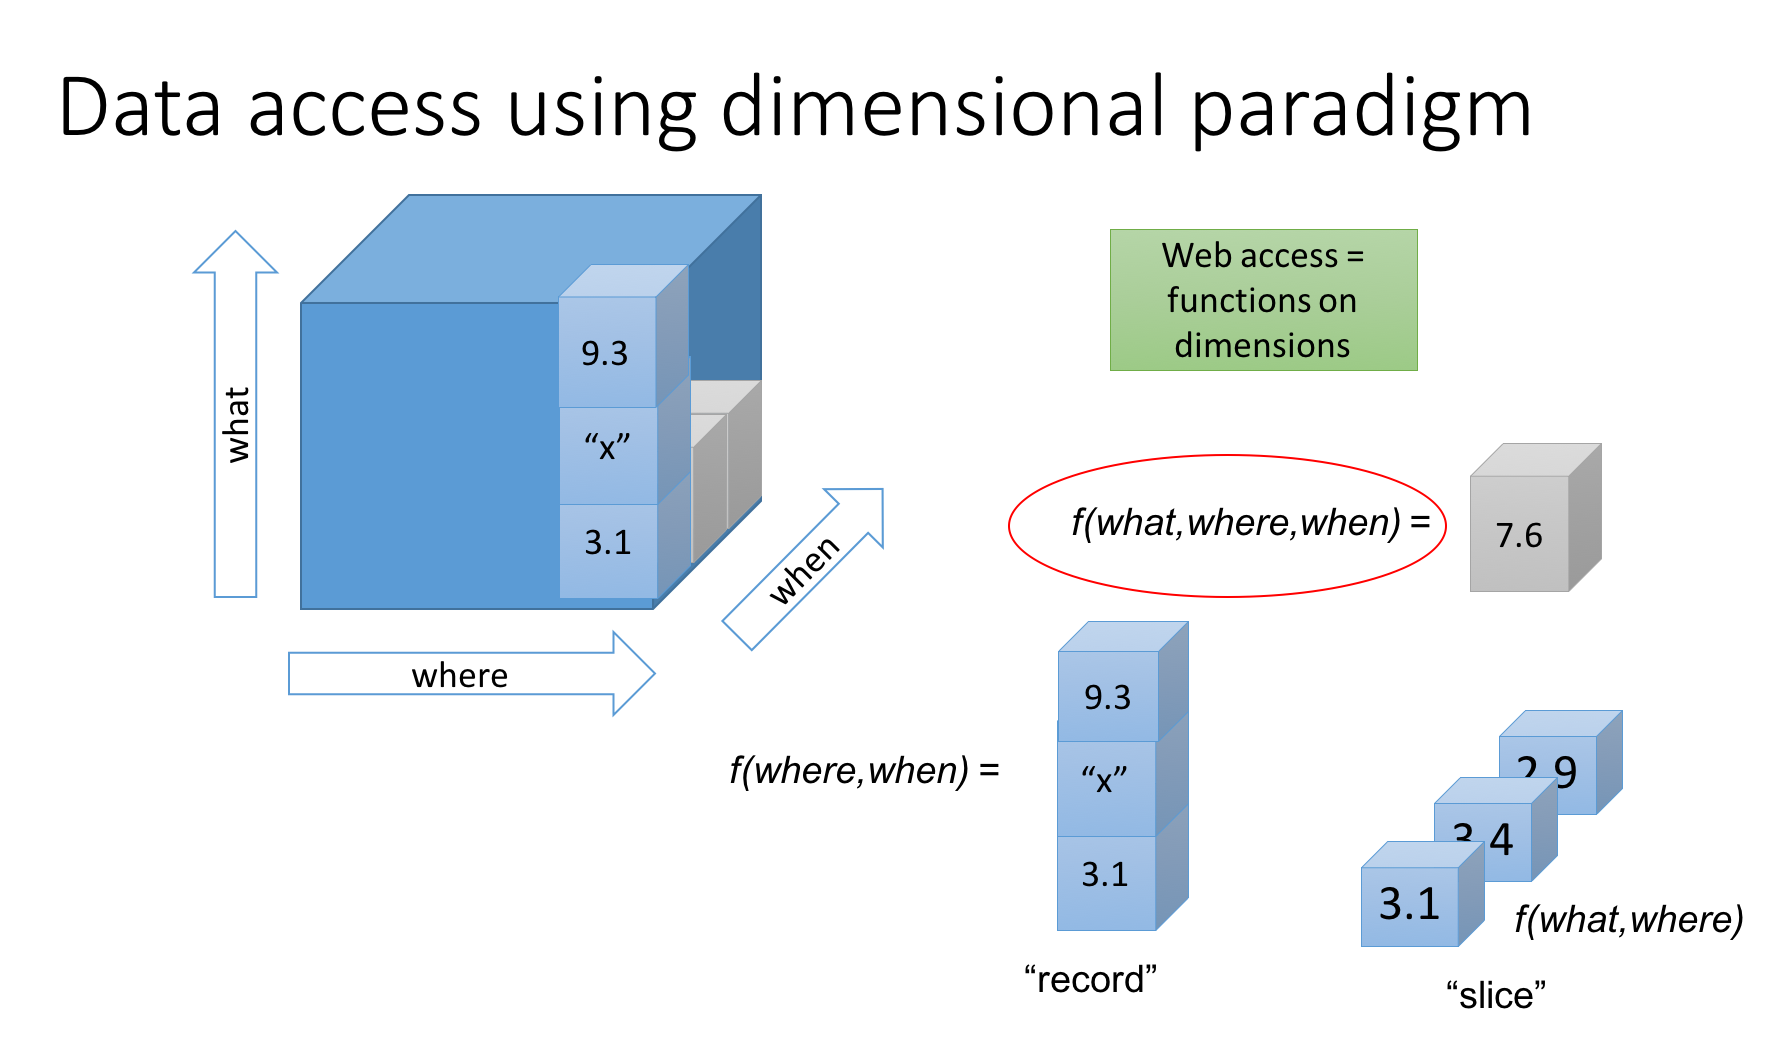 Data access using dimensional paradigm
what
9.3
“x”
3.1
where
when
Web access =
functions on
dimensions
f(what,where,when) =
7.6
f(where,when) =
9.3
“x”
3.1
“record”
2.9
3.4
3.1
f(what,where)
“slice”